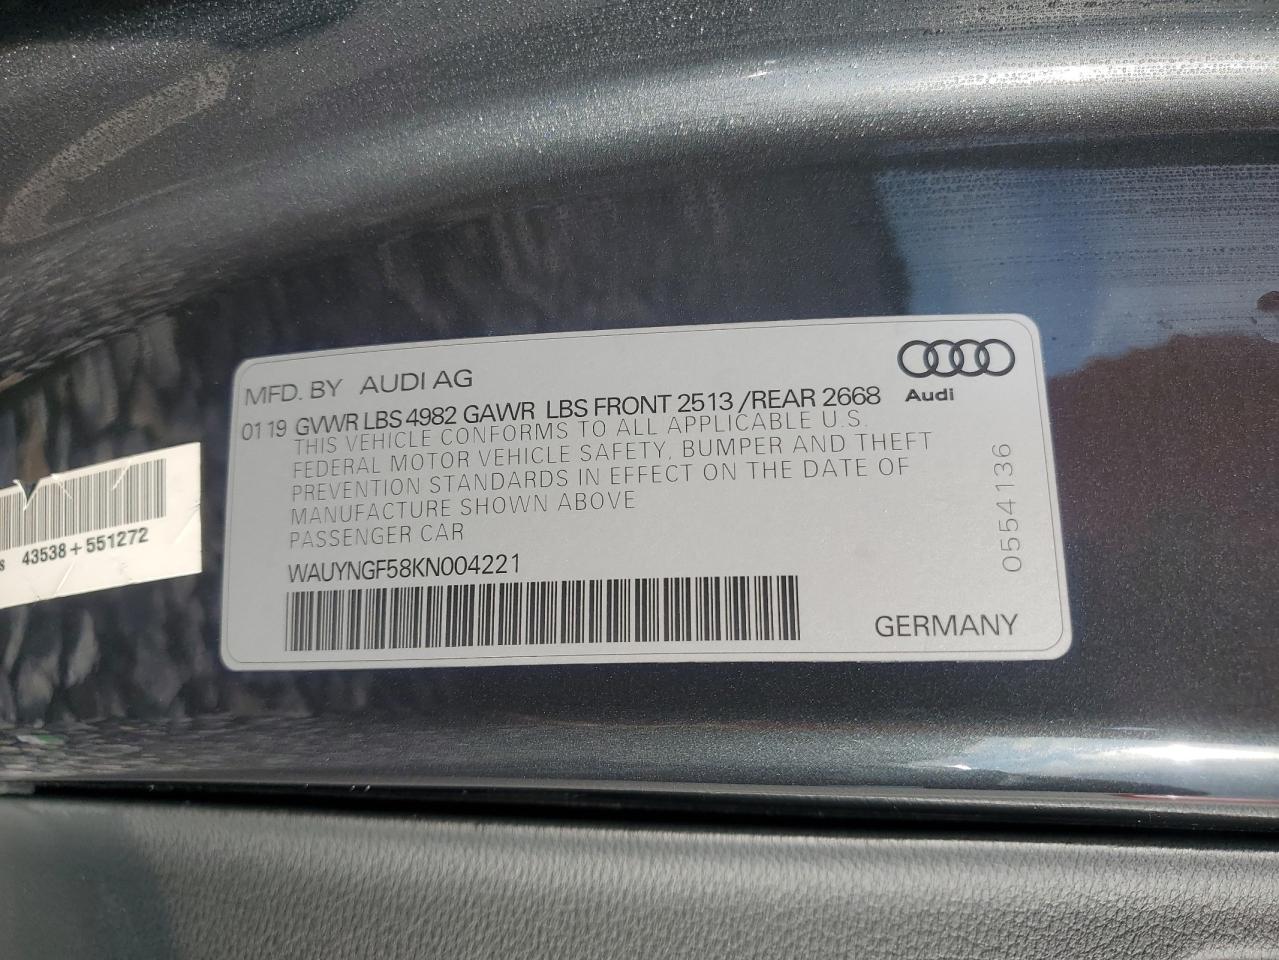 MFD. BY AUDI AG
Audi
01 19 GVWR LBS 4982 GAWR LBS FRONT 2513 /REAR 2668
THIS VEHICLE CONFORMS TO ALL APPLICABLE U.S.
FEDERAL MOTOR VEHICLE SAFETY, BUMPER AND THEFT
PREVENTION STANDARDS IN EFFECT ON THE DATE OF
MANUFACTURE SHOWN ABOVE
PASSENGER CAR
WAUYNGF58KN004221
GERMANY
0554136
43538 + 551272